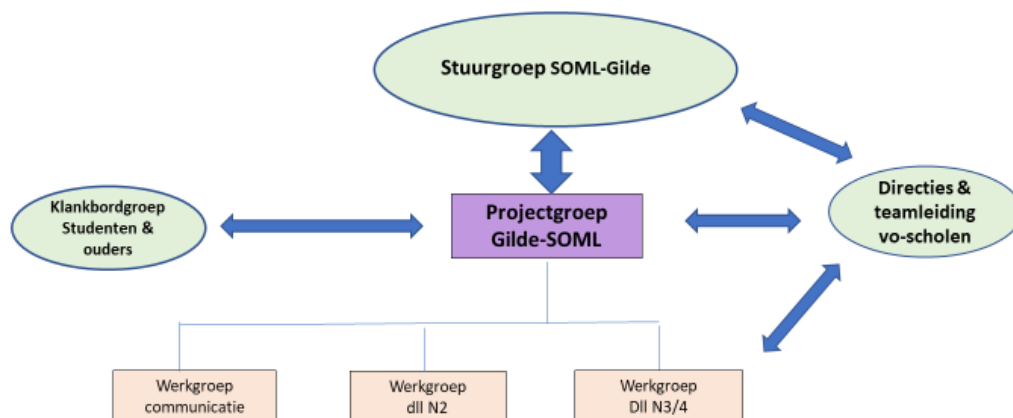 Stuurgroep SOML-Gilde
Klankbordgroep
Studenten &
ouders
Projectgroep
Gilde-SOML
Directies &
teamleiding
vo-scholen
Werkgroep
communicatie
Werkgroep
dll N2
Werkgroep
Dll N3/4